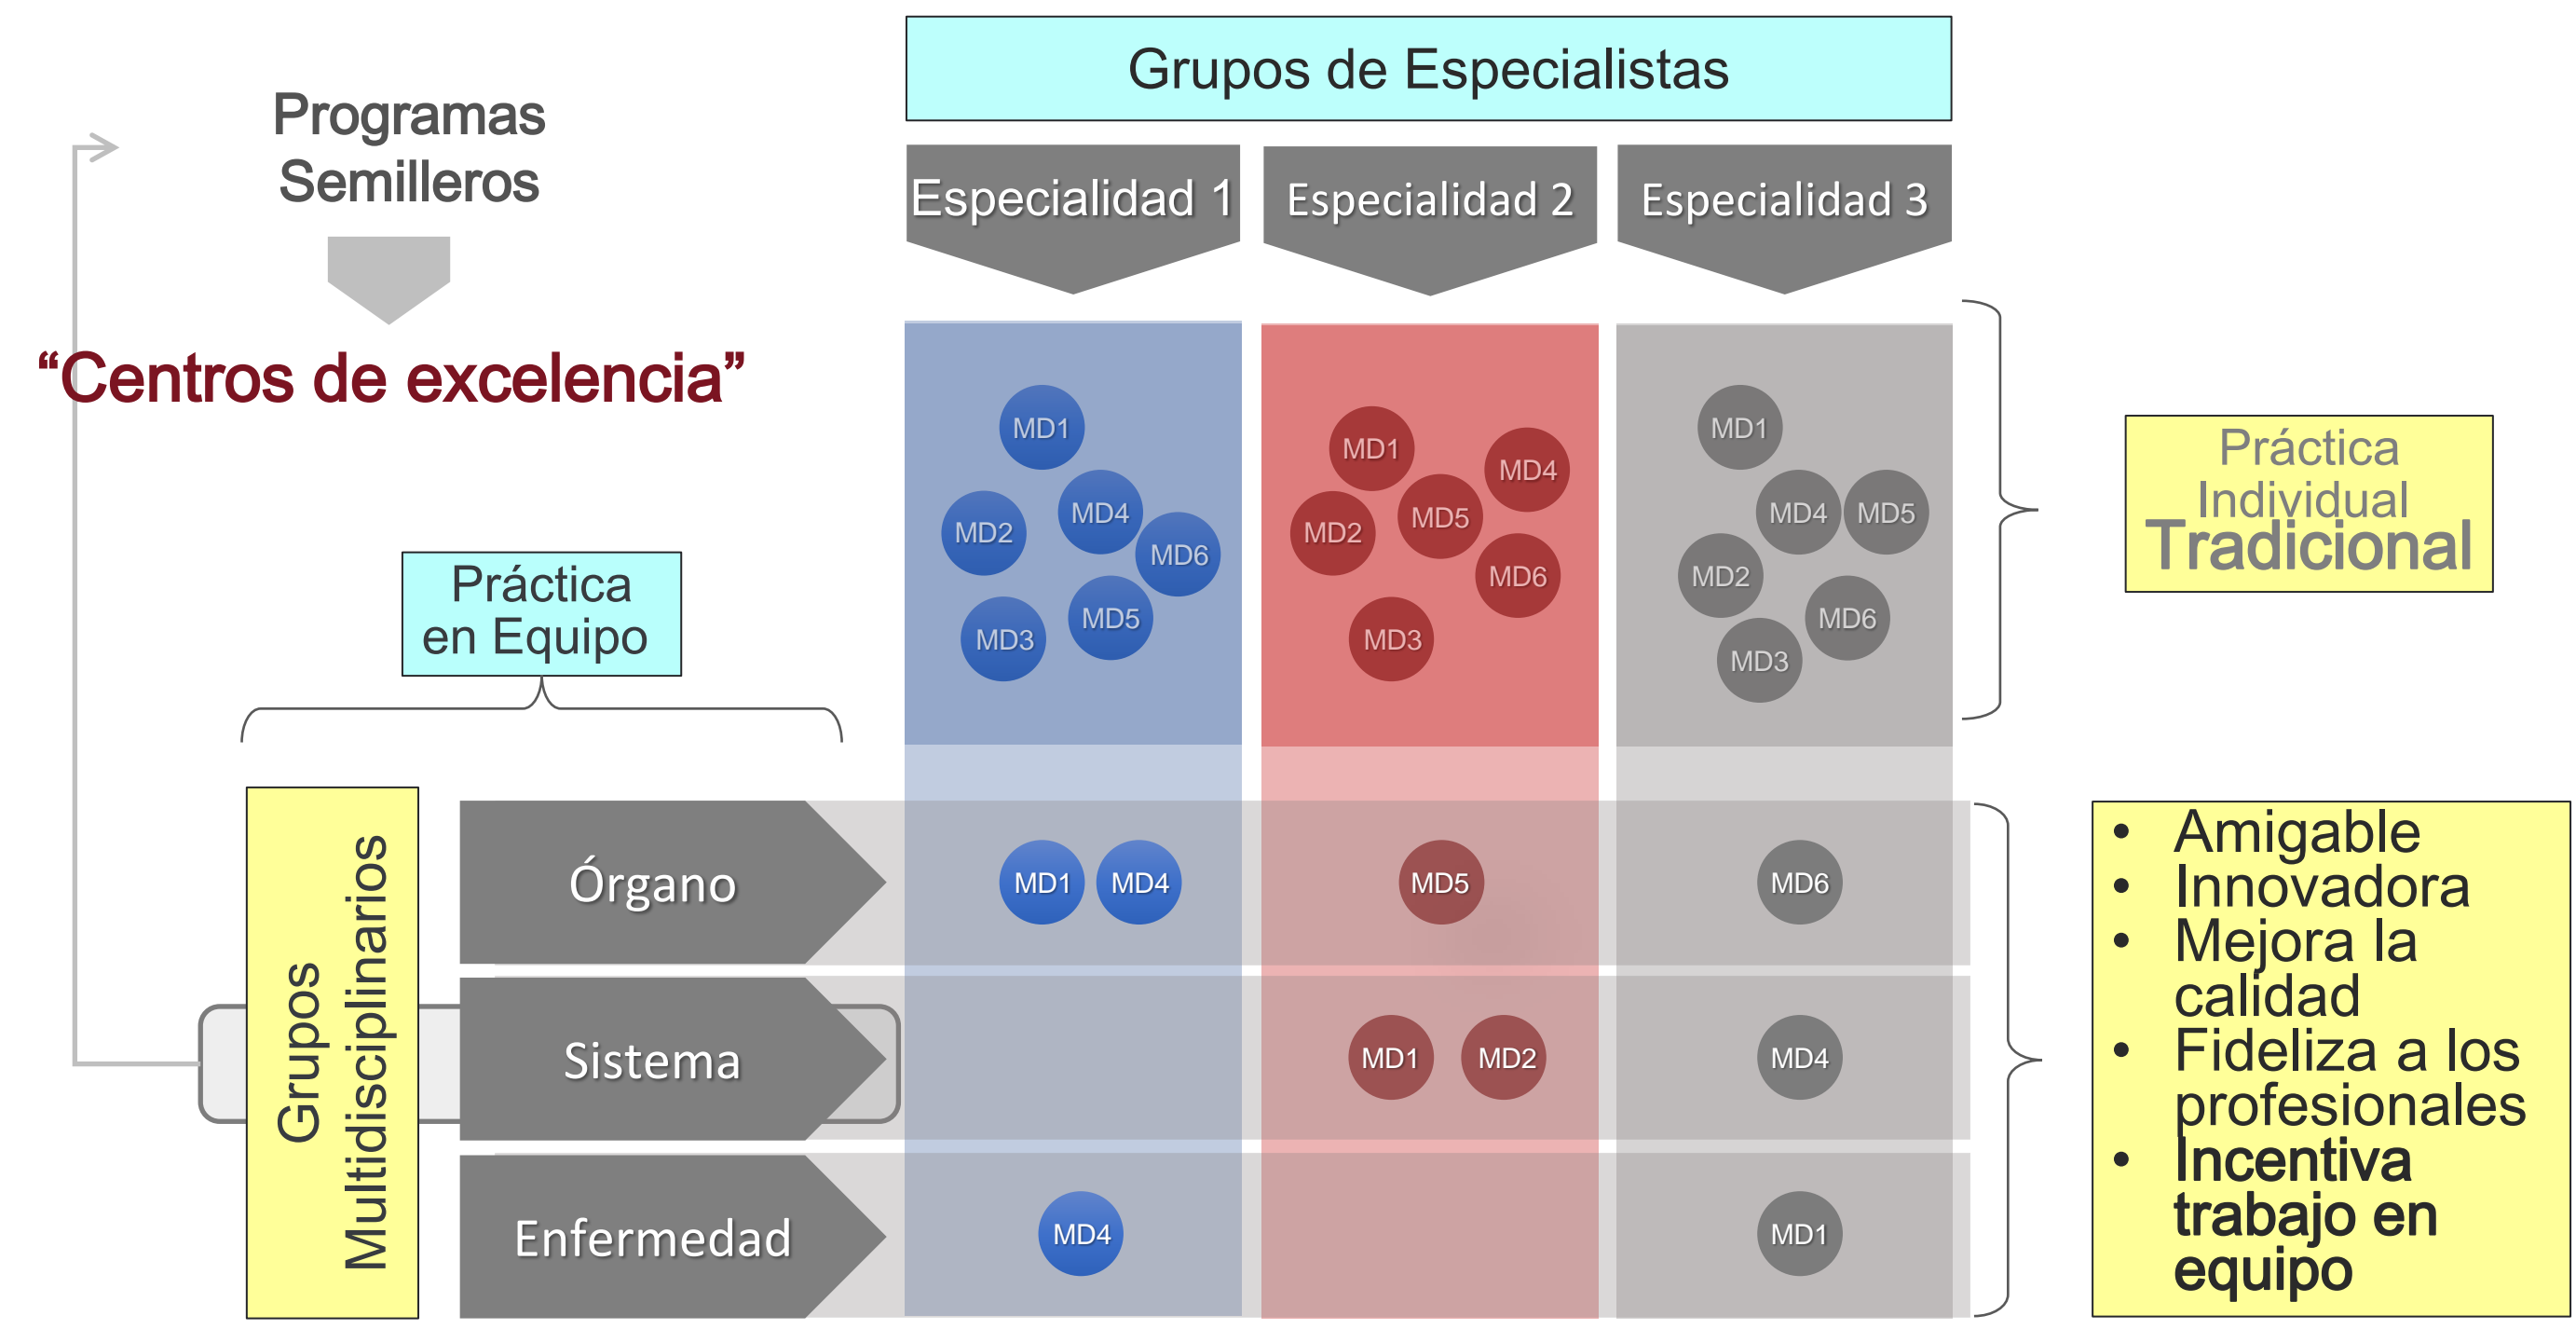 Grupos de Especialistas
Programas
Semilleros
Especialidad 1
Especialidad 2
Especialidad 3
“Centros de excelencia”
MD1
MD2
MD4
MD6
MD5
MD3
MD1
MD4
MD5
MD2
MD6
MD3
MD1
MD4
MD5
MD2
MD6
MD3
Práctica
Individual
Tradicional
Práctica
en Equipo
Grupos
Multidisciplinarios
Órgano
MD1
MD4
MD5
MD6
Sistema
MD1
MD2
MD4
Enfermedad
MD4
MD1
• Amigable
• Innovadora
• Mejora la
calidad
• Fideliza a los
profesionales
• Incentiva
trabajo en
equipo